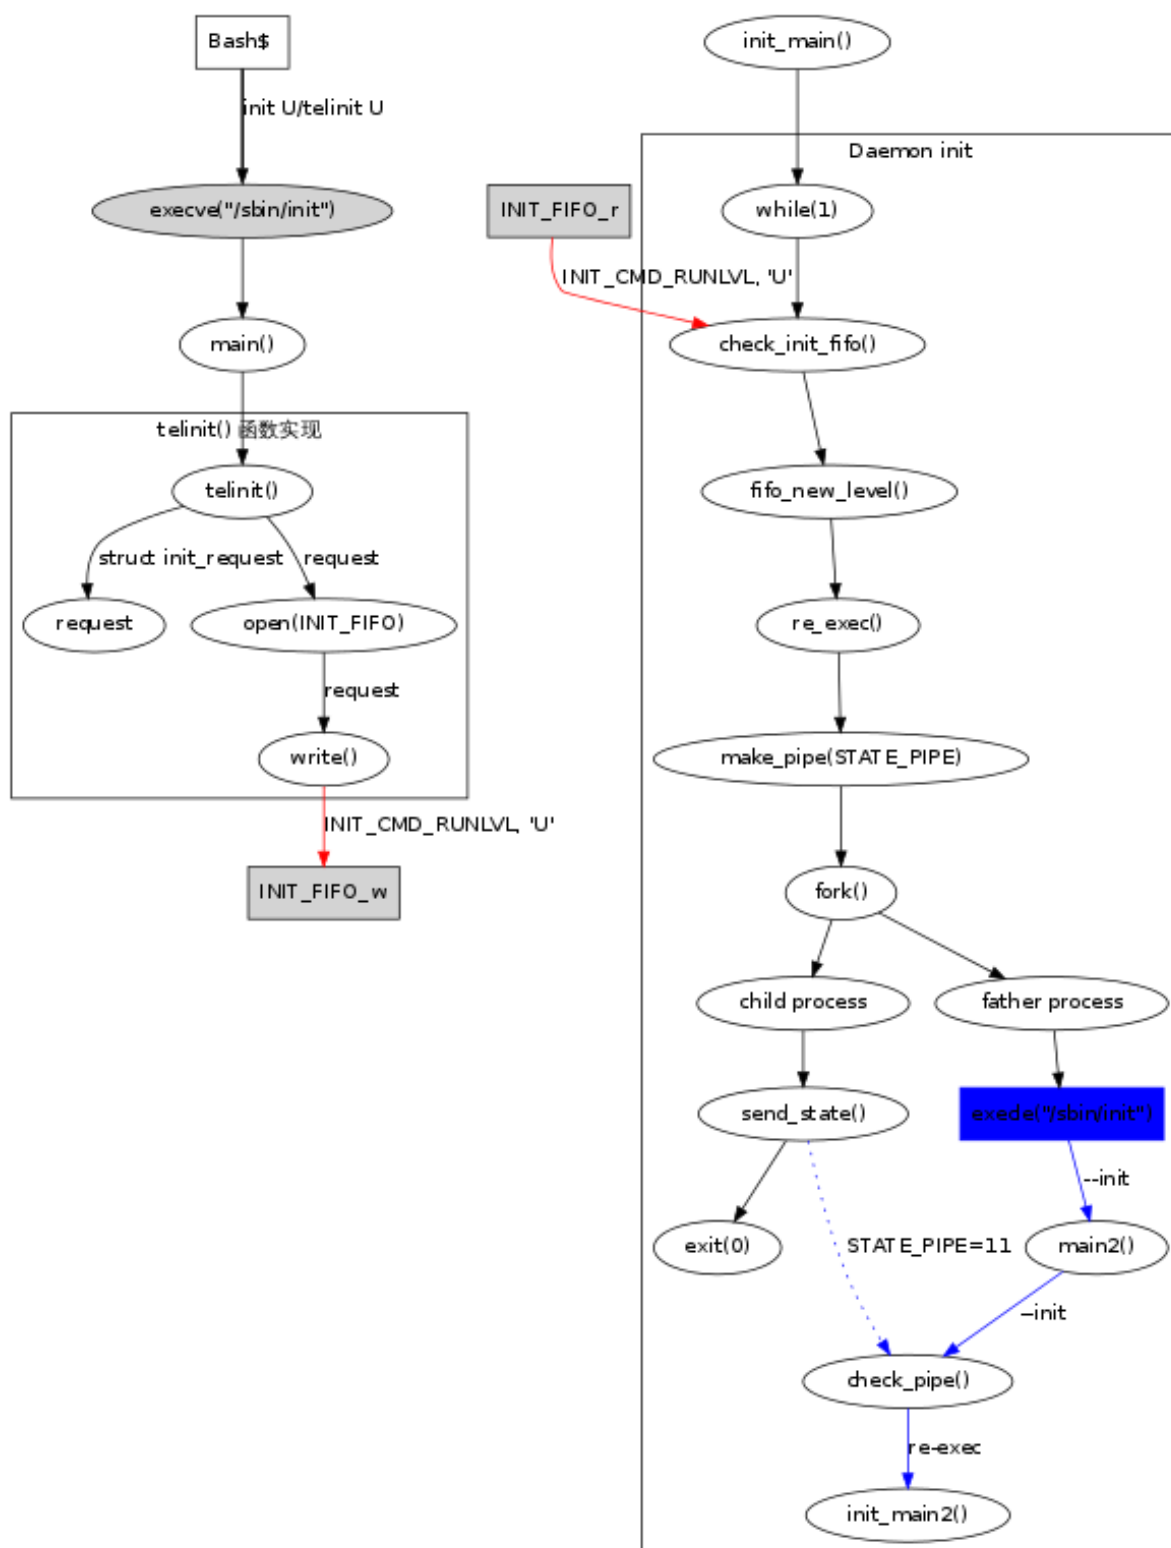 Bash$
init_main()
init U/telinit U
Daemon init
execve("/sbin/init")
INIT_FIFO_r
while(1)
INIT_CMD_RUNLVL, 'U'
main()
check_init_fifo()
telinit() 函数实现
telinit()
fifo_new_level()
struct init_request
request
request
open(INIT_FIFO)
re_exec()
request
write()
make_pipe(STATE_PIPE)
INIT_CMD_RUNLVL, 'U'
INIT_FIFO_w
fork()
child process
father process
send_state()
exede("/sbin/init")
--init
exit(0)
STATE_PIPE=11
main2()
--init
check_pipe()
re-exec
init_main2()